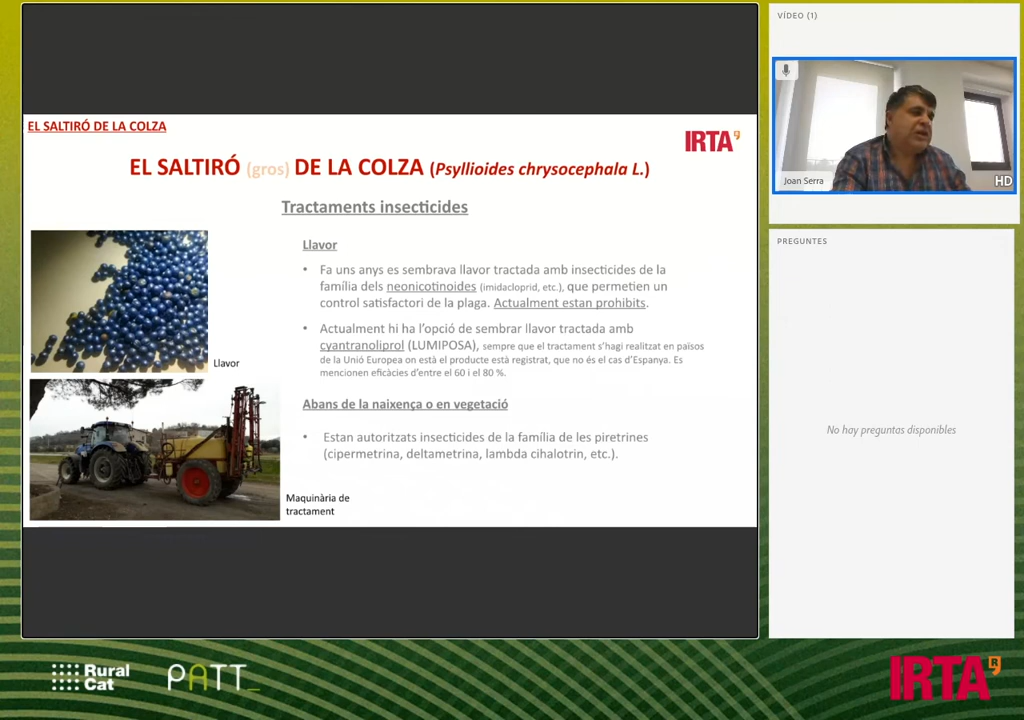 EL SALTIRÓ DE LA COLZA
IRTA
EL SALTIRÓ (gros) DE LA COLZA (Psyllioides chrysocephala L.)
Tractaments insecticides
Llavor
• Fa uns anys es sembrava llavor tractada amb insecticides de la
família dels neonicotinoides (imidacloprid, etc.), que permetien un
control satisfactori de la plaga. Actualment estan prohibits.
• Actualment hi ha l'opció de sembrar llavor tractada amb
cyantranoliprol (LUMIPOSA), sempre que el tractament s'hagi realitzat en països
de la Unió Europea on està el producte està registrat, que no és el cas d'Espanya. Es
mencionen eficàcies d'entre el 60 i el 80 %.
Llavor
Abans de la naixença o en vegetació
• Estan autoritzats insecticides de la família de les piretrines
(cipermetrina, deltametrina, lambda cihalotrin, etc.).
Maquinària de
tractament
VÍDEO (1)
Joan Serra
HD
PREGUNTES
No hay preguntas disponibles
Rural
Cat
PATT_
IRTA R